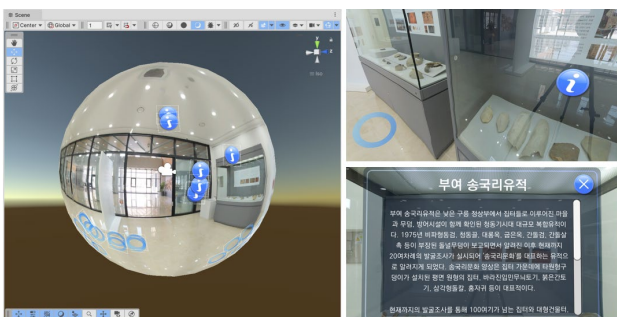 Scene
Center
Global
1
Iso
부여 송국리유적
부여 송국리유적은 낮은 구릉 정상부에서 집터들로 이루어진 마을
과 무덤, 방어시설이 함께 확인된 청동기시대 대규모 복합유적이
다. 1975년 비파형동검, 청동끌, 대롱옥, 곱은옥, 간돌검, 간돌살
촉 등이 부장된 돌널무덤이 보고되면서 알려진 이후 현재까지
20여차례의 발굴조사가 실시되어 '송국리문화'를 대표하는 유적으
로 알려지게 되었다. 송국리문화 양상은 집터 가운데에 타원형구
덩이가 설치된 평면 원형의 집터, 바라진입민무늬토기, 붉은간토
기, 삼각형돌칼, 홈자귀 등이 대표적이다.
현재까지의 발굴조사를 통해 100여기가 넘는 집터와 대형건물터,